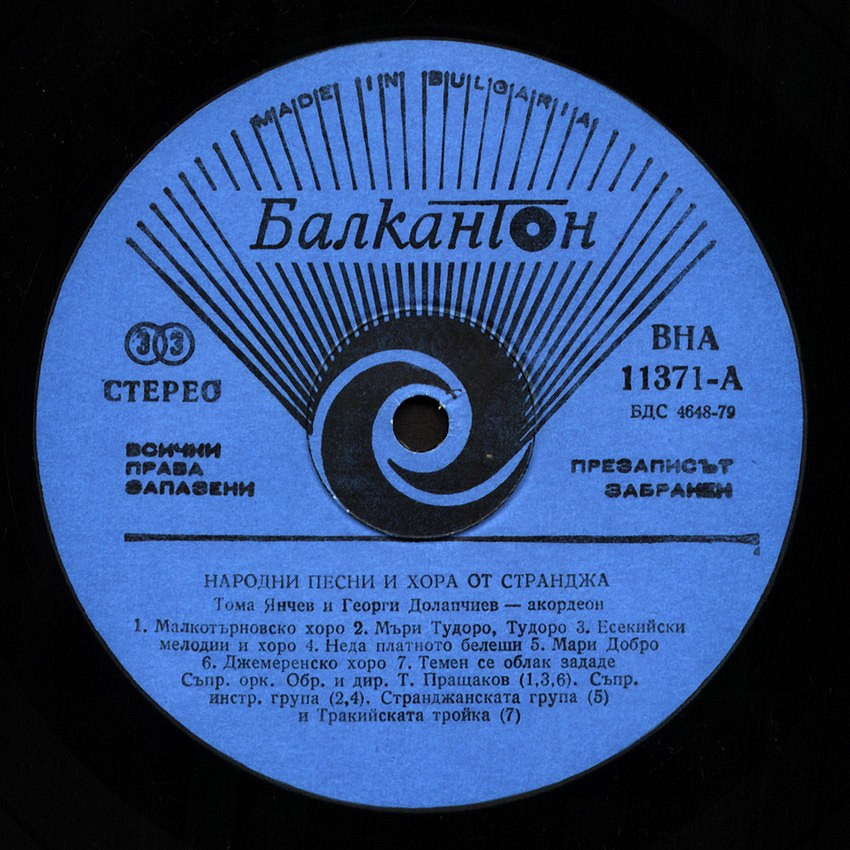 MADE IN BULGARIA
Балкантон
33
СТЕРЕО
ВНА
11371-А
БДС 4648-79
ВСИЧКИ
ПРАВА
ЗАПАЗЕНИ
ПРЕЗАПИСЪТ
ЗАБРАНЕН
НАРОДНИ ПЕСНИ И ХОРА ОТ СТРАНДЖА
Тома Янчев и Георги Долапчиев — акордеон
1. Малкотърновско хоро 2. Мъри Тудоро, Тудоро 3. Есекийски
мелодии и хоро 4. Неда платното белеши 5. Мари Добро
6. Джемеренско хоро 7. Темен се облак зададе
Съпр. орк. Обр. и дир. Т. Пращаков (1,3,6). Съпр.
инстр. група (2,4). Странджанската група (5)
и Тракийската тройка (7)